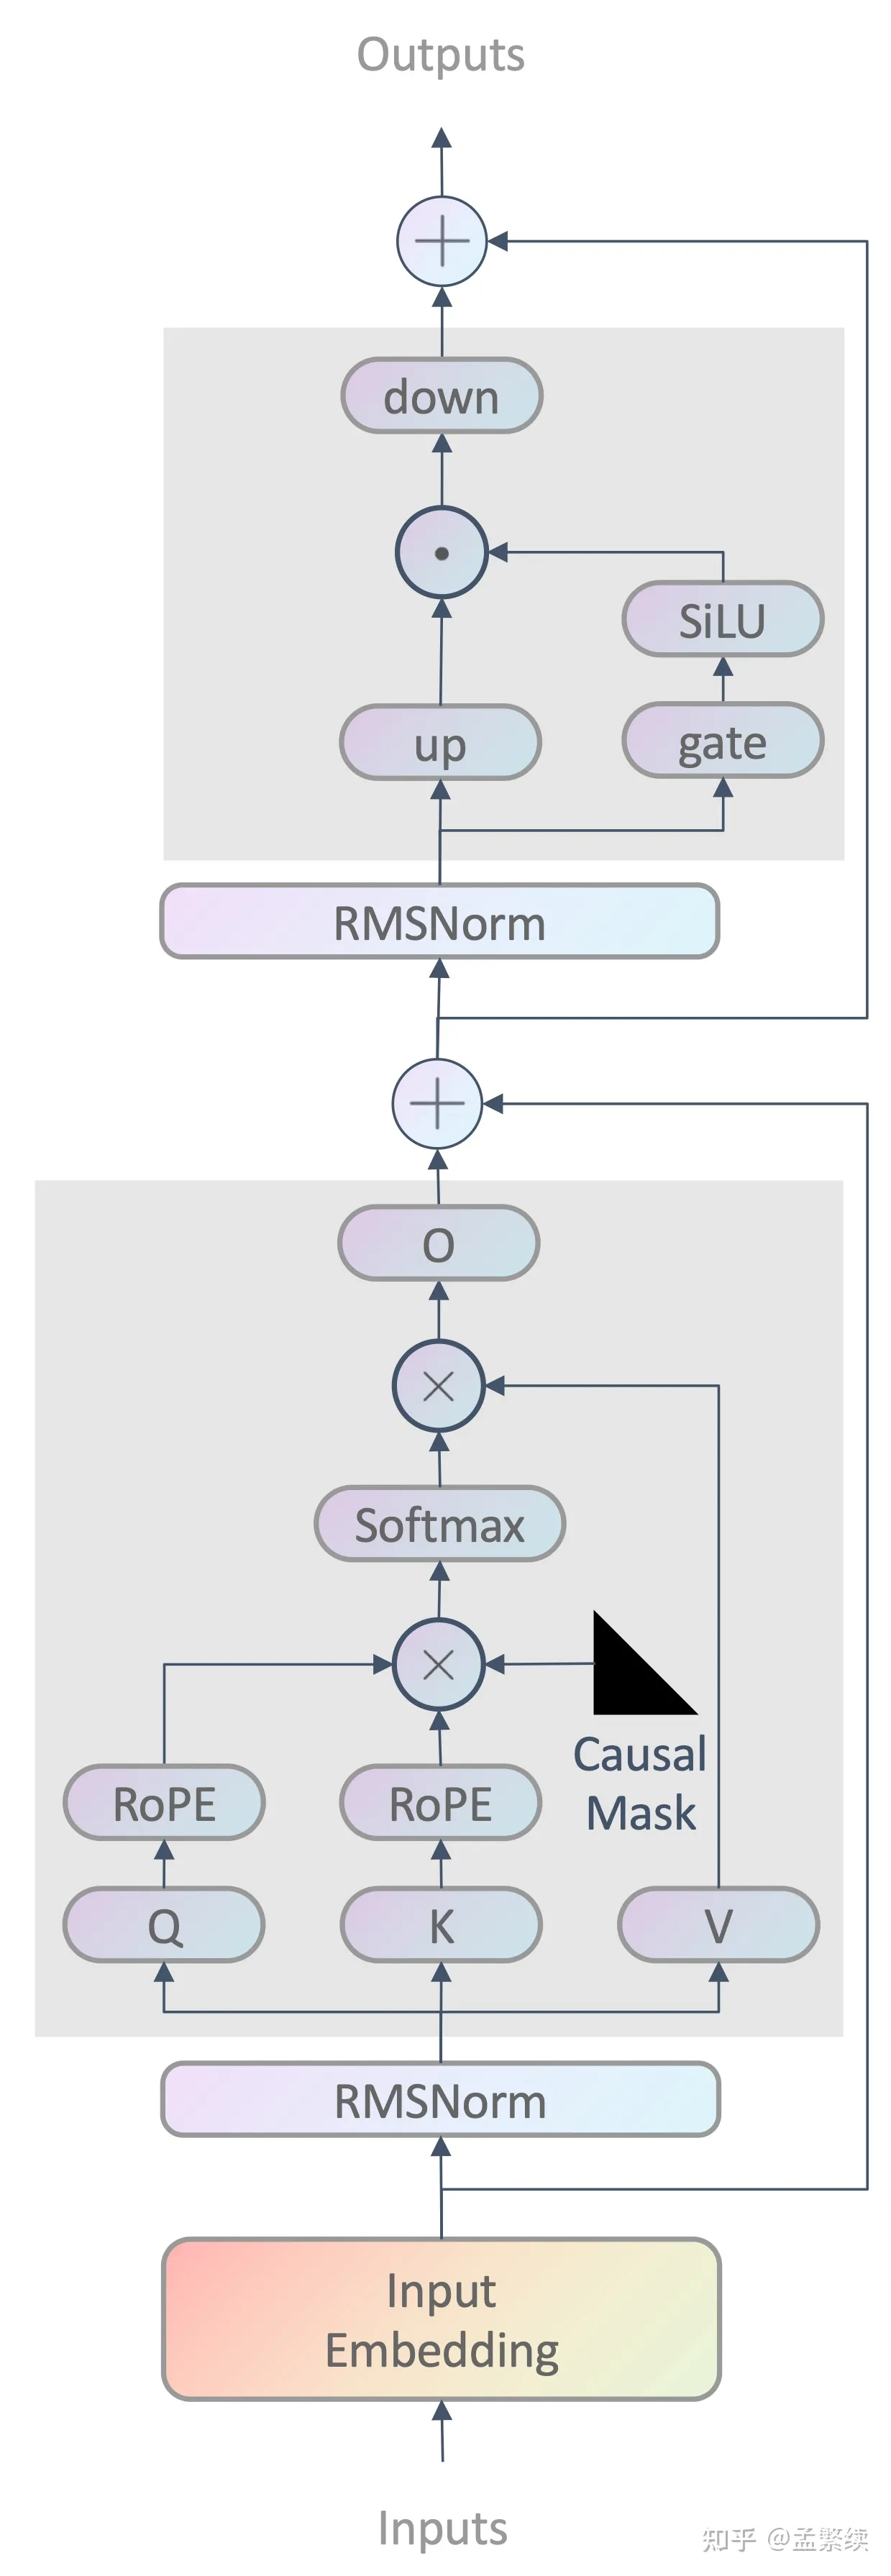 Outputs
down
SiLU
up
gate
RMSNorm
O
Softmax
Causal
Mask
RoPE
RoPE
Q
K
V
RMSNorm
Input
Embedding
Inputs
知乎 @孟繁续